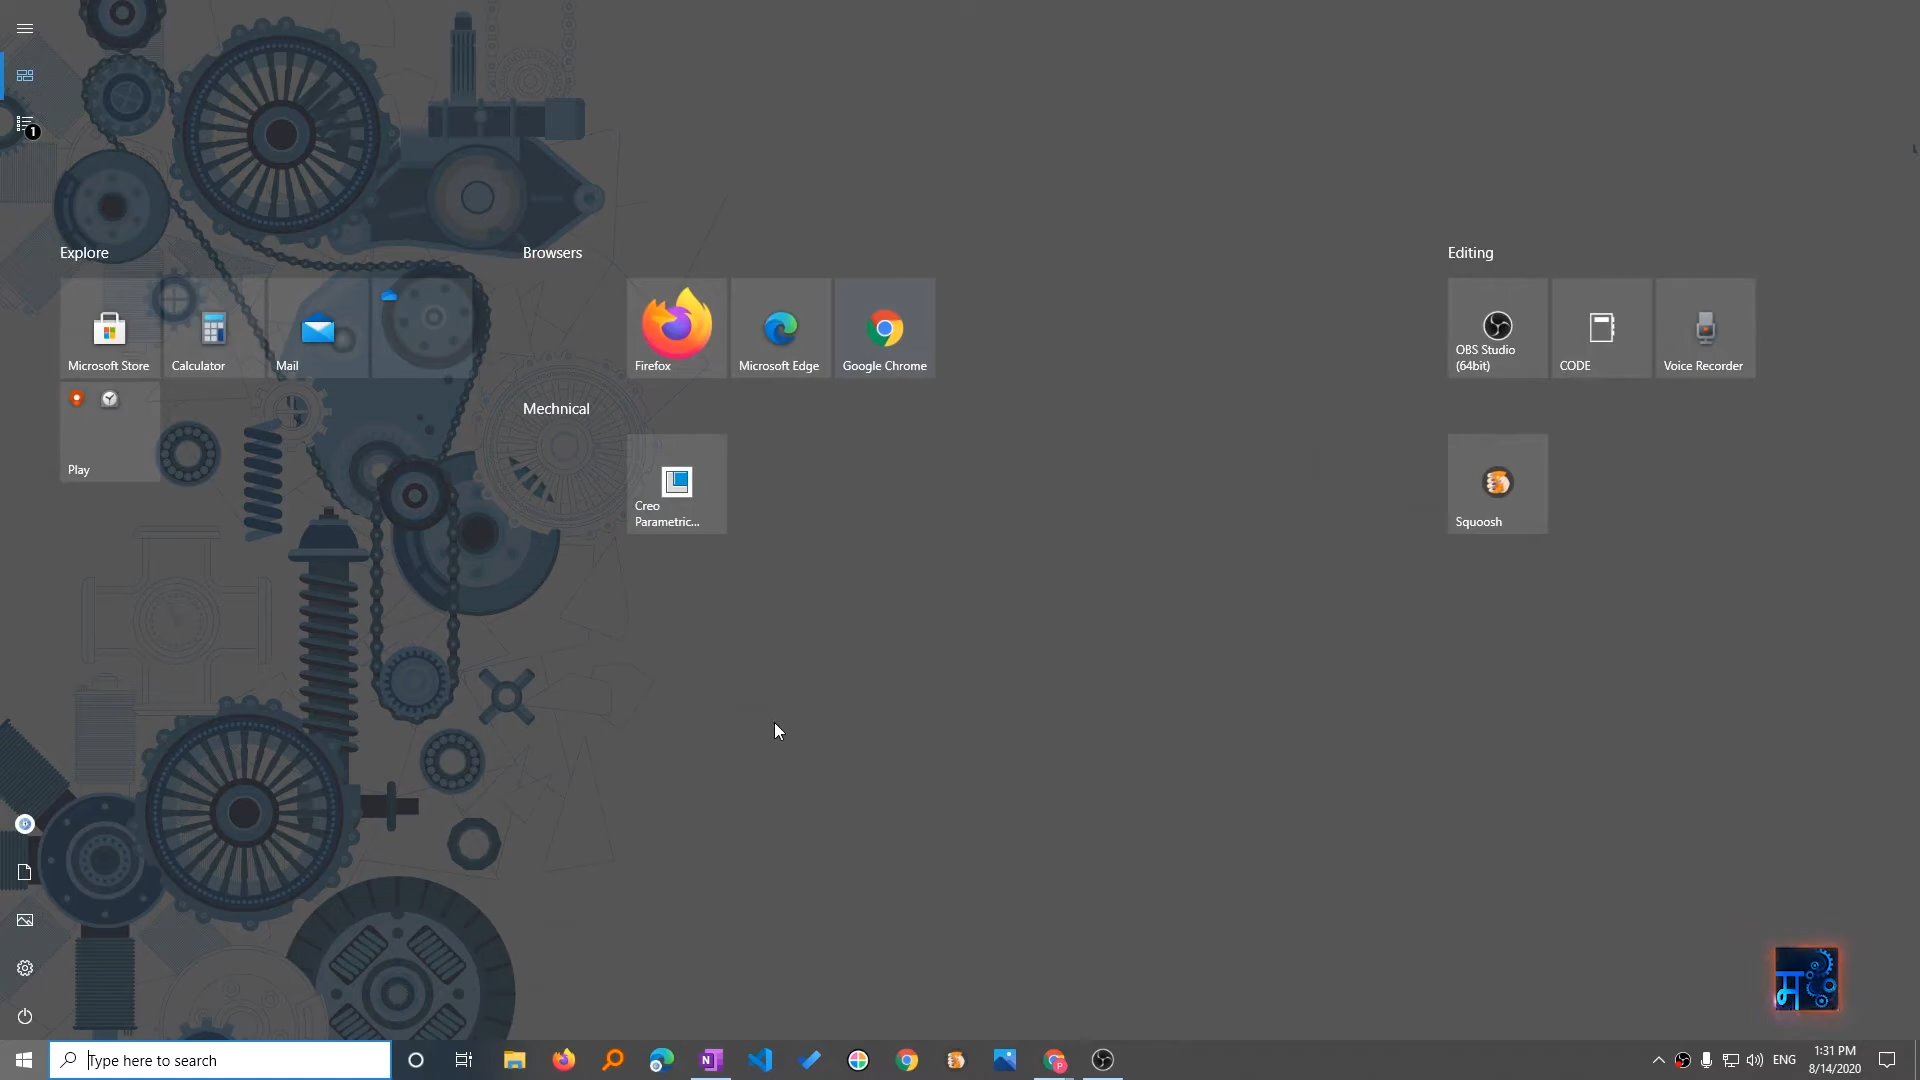 1
Explore
Microsoft Store
Calculator
Mail
Play
Browsers
Firefox
Microsoft Edge
Google Chrome
Mechnical
Creo
Parametric...
Editing
OBS Studio
(64bit)
CODE
Voice Recorder
Squoosh
म
Type here to search
N
P
ENG
1:31 PM
8/14/2020